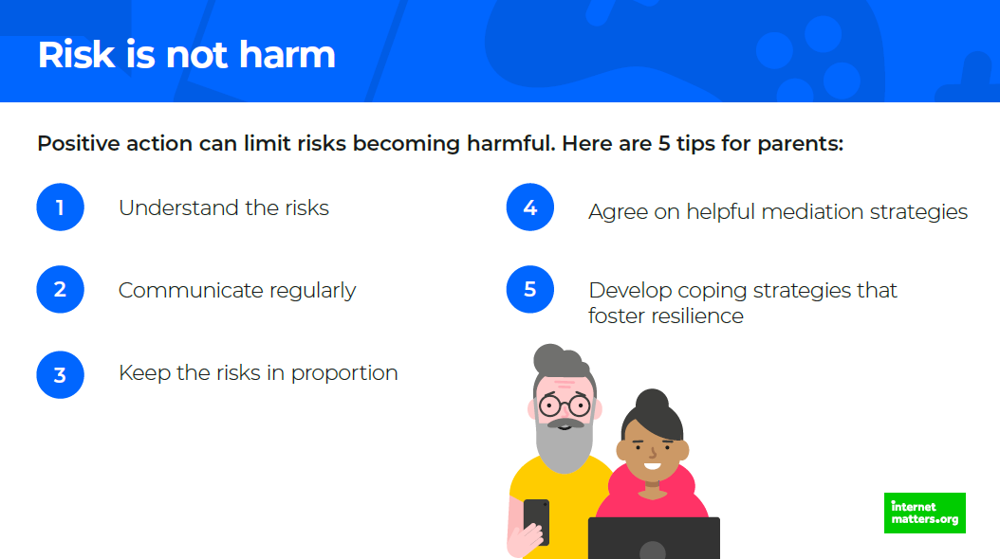 Risk is not harm
Positive action can limit risks becoming harmful. Here are 5 tips for parents:
1 Understand the risks
2 Communicate regularly
3 Keep the risks in proportion
4 Agree on helpful mediation strategies
5 Develop coping strategies that
foster resilience
internet
matters.org